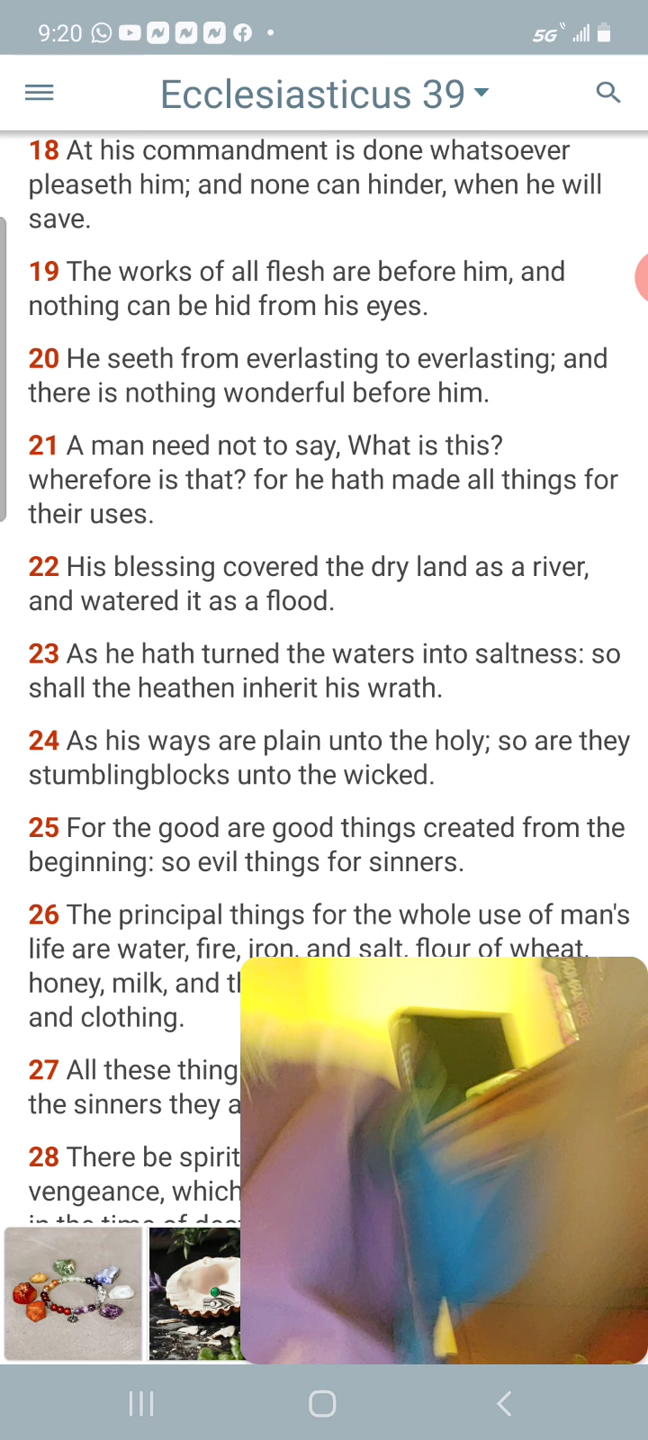 9:20
5G
Ecclesiasticus 39
18 At his commandment is done whatsoever
pleaseth him; and none can hinder, when he will
save.
19 The works of all flesh are before him, and
nothing can be hid from his eyes.
20 He seeth from everlasting to everlasting; and
there is nothing wonderful before him.
21 A man need not to say, What is this?
wherefore is that? for he hath made all things for
their uses.
22 His blessing covered the dry land as a river,
and watered it as a flood.
23 As he hath turned the waters into saltness: so
shall the heathen inherit his wrath.
24 As his ways are plain unto the holy; so are they
stumblingblocks unto the wicked.
25 For the good are good things created from the
beginning: so evil things for sinners.
26 The principal things for the whole use of man's
life are water, fire, iron, and salt, flour of wheat,
honey, milk, and
and clothing.
27 All these thing
the sinners they
28 There be spirit
vengeance, which
in the time of